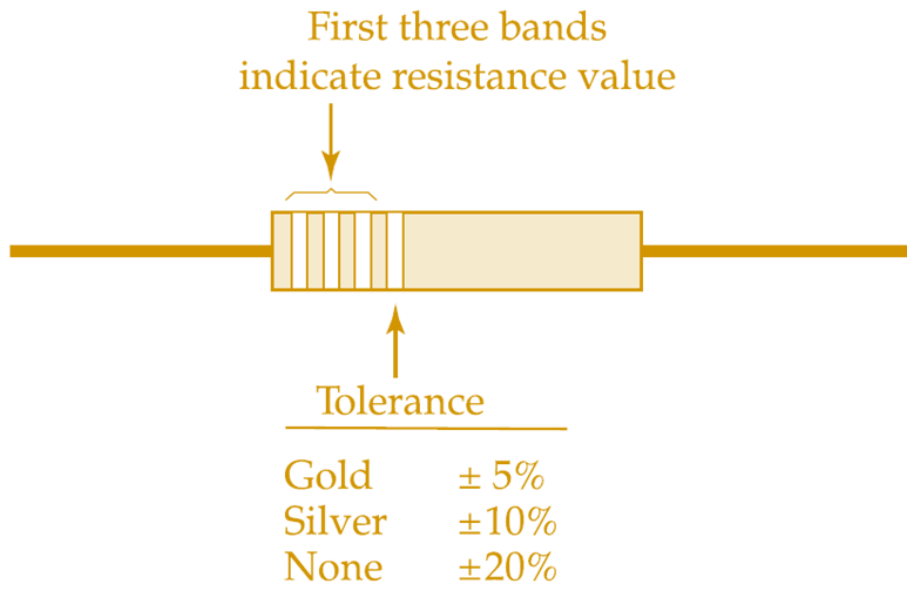 First three bands
indicate resistance value
Tolerance
Gold ± 5%
Silver ±10%
None ±20%